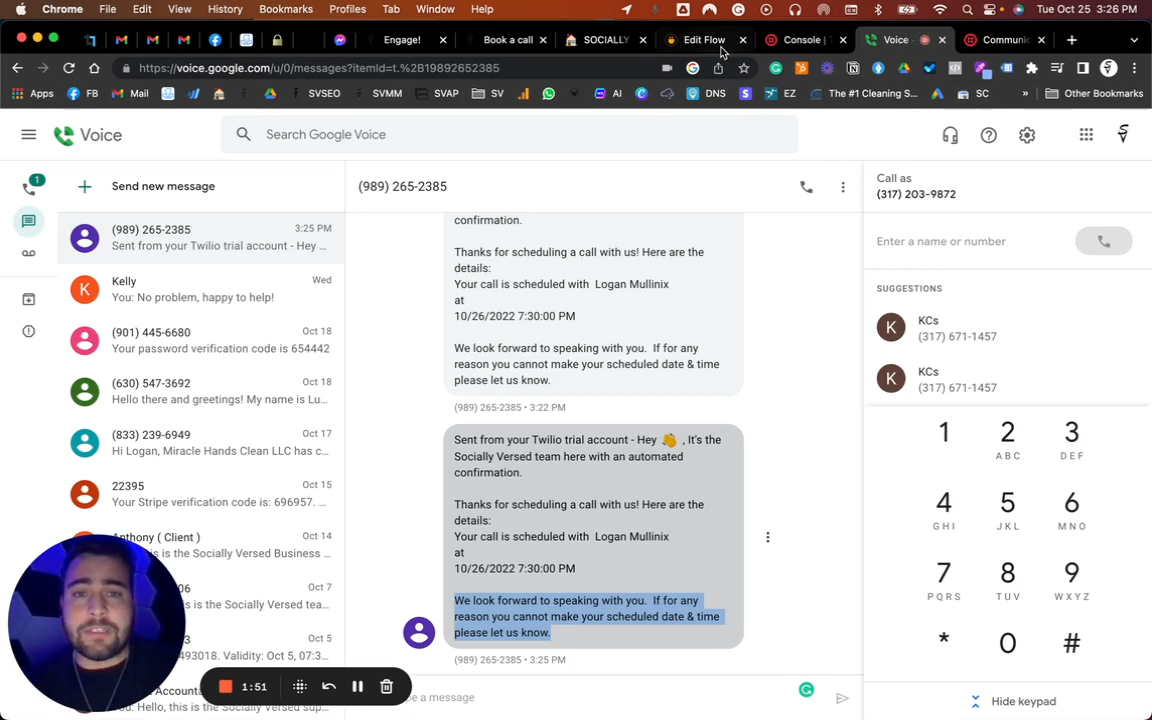 Chrome File Edit View History Bookmarks Profiles Tab Window Help Tue Oct 25 3:26 PM
Engage! Book a call SOCIALLY Edit Flow Console | T Voice - Communic
https://voice.google.com/u/0/messages?itemId=t.%2B19892652385
Apps FB Mail SVSEO SVMM SVAP SV AI DNS EZ The #1 Cleaning S... SC » Other Bookmarks
Voice
Search Google Voice
1
Send new message
(989) 265-2385 3:25 PM
Sent from your Twilio trial account - Hey ...
Kelly Wed
You: No problem, happy to help!
(901) 445-6680 Oct 18
Your password verification code is 654442
(630) 547-3692 Oct 18
Hello there and greetings! My name is Lu...
(833) 239-6949 Oct 17
Hi Logan, Miracle Hands Clean LLC has c...
22395 Oct 15
Your Stripe verification code is: 696957. ...
Anthony ( Client ) Oct 14
this is the Socially Versed Business ...
06 Oct 7
is the Socially Versed tea...
3 Oct 5
493018. Validity: Oct 5, 07:3...
Accounta
Hello, this is the Socially Versed sup...
1:51
(989) 265-2385
confirmation.
Thanks for scheduling a call with us! Here are the
details:
Your call is scheduled with Logan Mullinix
at
10/26/2022 7:30:00 PM
We look forward to speaking with you. If for any
reason you cannot make your scheduled date & time
please let us know.
(989) 265-2385 • 3:22 PM
Sent from your Twilio trial account - Hey 👏 , It's the
Socially Versed team here with an automated
confirmation.
Thanks for scheduling a call with us! Here are the
details:
Your call is scheduled with Logan Mullinix
at
10/26/2022 7:30:00 PM
We look forward to speaking with you. If for any
reason you cannot make your scheduled date & time
please let us know.
(989) 265-2385 • 3:25 PM
pe a message
Call as
(317) 203-9872
Enter a name or number
SUGGESTIONS
K
KCs
(317) 671-1457
K
KCs
(317) 671-1457
1 2 3
ABC DEF
4 5 6
GHI JKL MNO
7 8 9
PQRS TUV WXYZ
* 0 #
Hide keypad